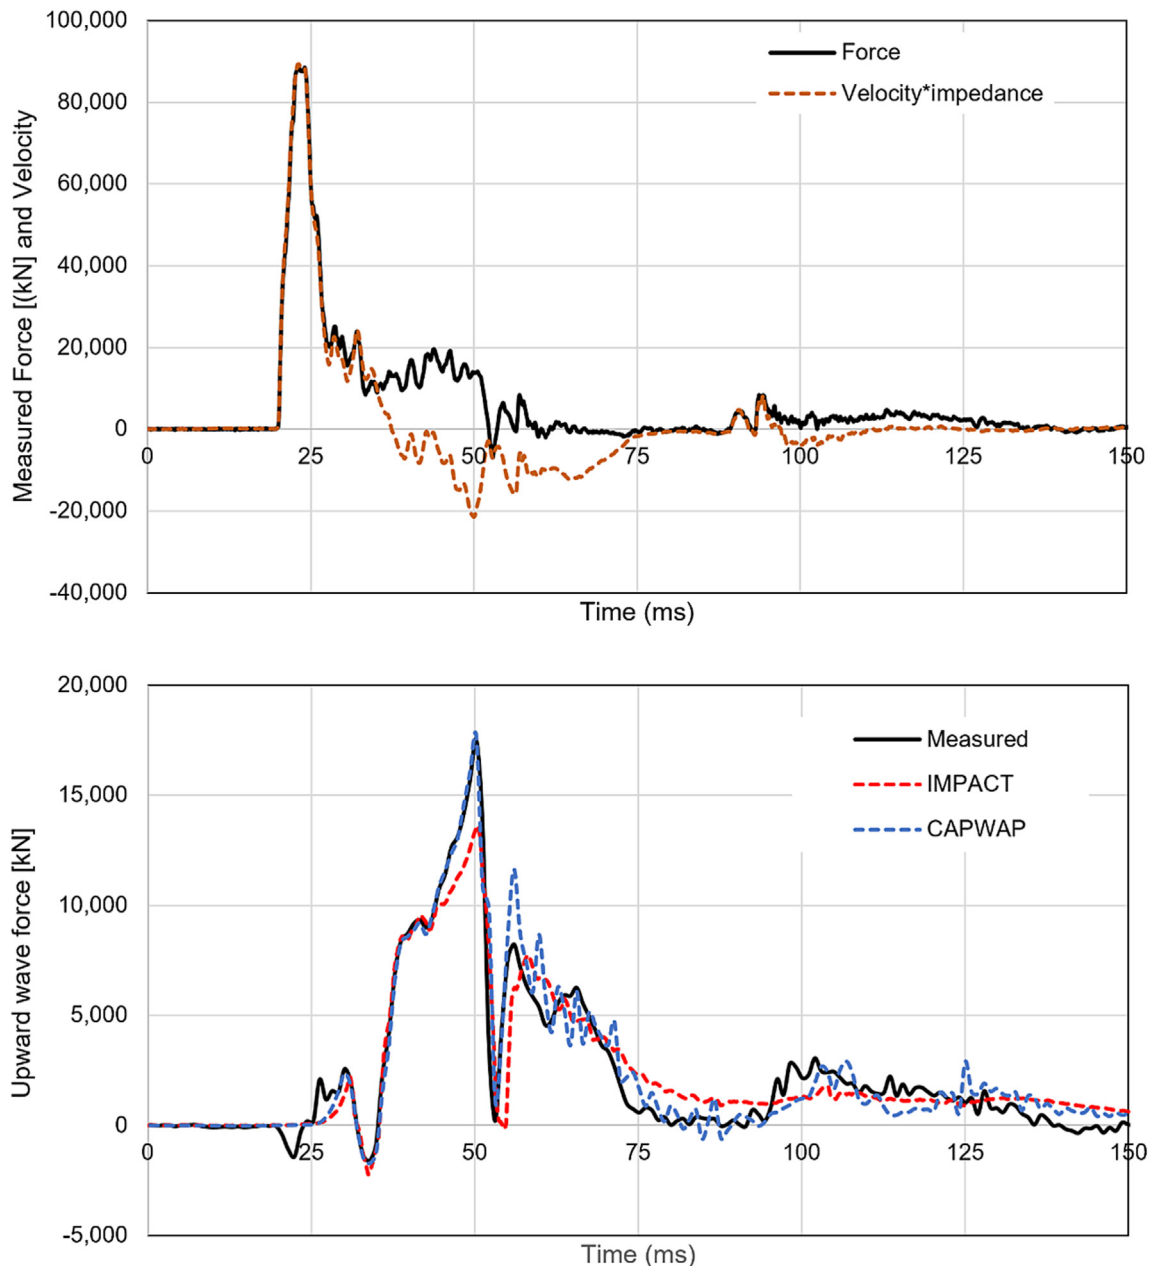 100,000
80,000
60,000
40,000
20,000
0
-20,000
-40,000
Measured Force [(kN] and Velocity
Force
Velocity*impedance
0 25 50 75 100 125 150
Time (ms)
20,000
15,000
10,000
5,000
0
-5,000
Upward wave force [kN]
Measured
IMPACT
CAPWAP
0 25 50 75 100 125 150
Time (ms)